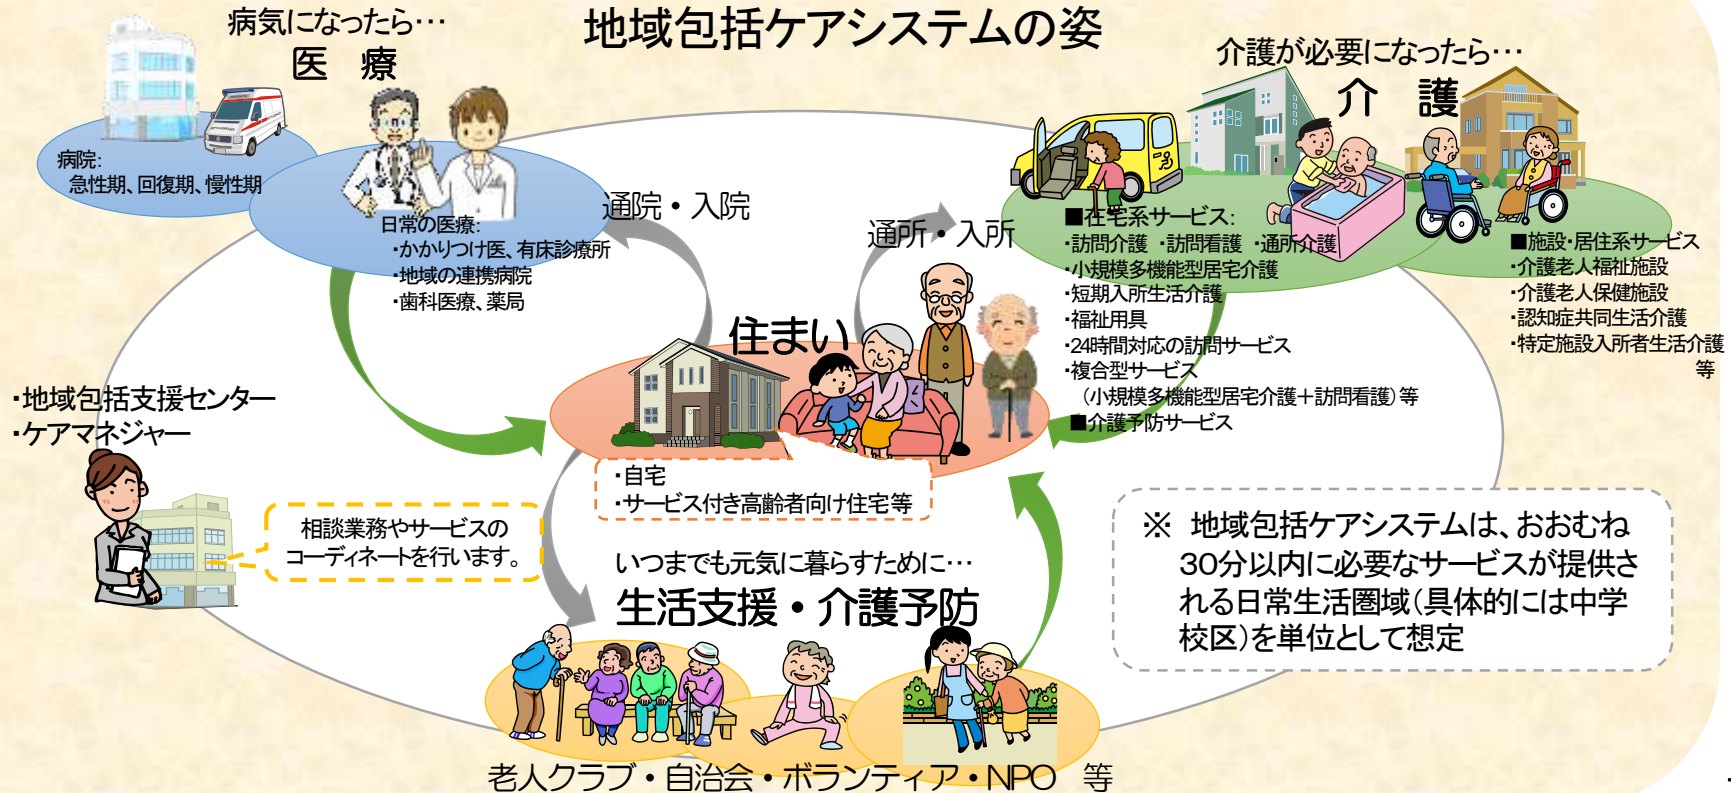 地域包括ケアシステムの姿
病気になったら…
医　療
病院:
急性期、回復期、慢性期
日常の医療:
・かかりつけ医、有床診療所
・地域の連携病院
・歯科医療、薬局
通院・入院
通所・入所
介護が必要になったら…
介　護
■在宅系サービス:
・訪問介護 ・訪問看護 ・通所介護
・小規模多機能型居宅介護
・短期入所生活介護
・福祉用具
・24時間対応の訪問サービス
・複合型サービス
（小規模多機能型居宅介護＋訪問看護）等
■介護予防サービス
■施設・居住系サービス
・介護老人福祉施設
・介護老人保健施設
・認知症共同生活介護
・特定施設入所者生活介護
等
住まい
・自宅
・サービス付き高齢者向け住宅等
・地域包括支援センター
・ケアマネジャー
相談業務やサービスの
コーディネートを行います。
いつまでも元気に暮らすために…
生活支援・介護予防
老人クラブ・自治会・ボランティア・NPO　等
※　地域包括ケアシステムは、おおむね
30分以内に必要なサービスが提供さ
れる日常生活圏域（具体的には中学
校区）を単位として想定